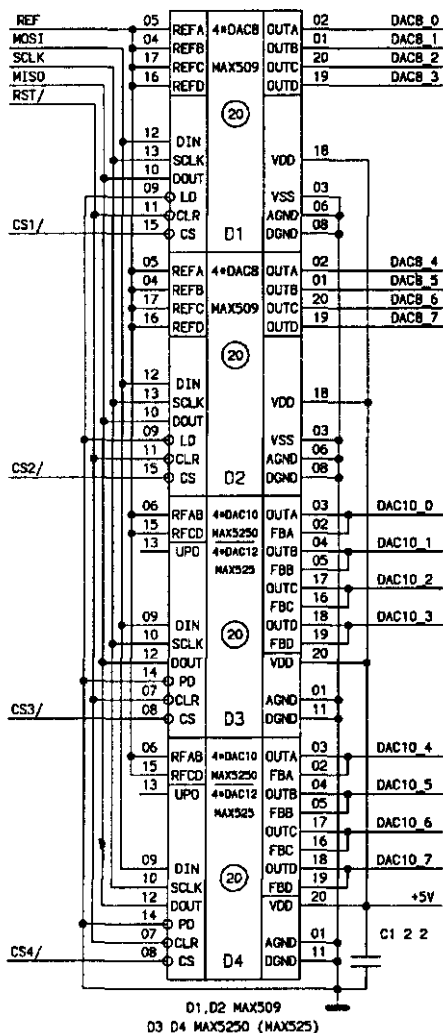 REF 05 REFA 4*DAC8 OUTA 02 DAC8_0
MOSI 04 REFB OUTB 01 DAC8_1
SCLK 17 REFC MAX509 OUTC 20 DAC8_2
MISO 16 REFD OUTD 19 DAC8_3
RST/
20
12 DIN
13 SCLK VDD 18
10 DOUT
09 LD VSS 03
11 CLR AGND 06
CS1/ 15 CS D1 DGND 08
05 REFA 4*DAC8 OUTA 02 DAC8_4
04 REFB MAX509 OUTB 01 DAC8_5
17 REFC OUTC 20 DAC8_6
16 REFD OUTD 19 DAC8_7
20
12 DIN
13 SCLK VDD 18
10 DOUT
09 LD VSS 03
11 CLR AGND 06
CS2/ 15 CS D2 DGND 08
06 RFAB 4*DAC10 OUTA 03 DAC10_0
15 RFCD MAX5250 FBA 02
13 UPO 4*DAC12 OUTB 04 DAC10_1
MAX525 FBB 05
OUTC 17 DAC10_2
FBC 16
09 DIN OUTD 18 DAC10_3
10 SCLK 20 FBD 19
12 DOUT VDD 20
14 PD
07 CLR AGND 01
CS3/ 08 CS D3 DGND 11
06 RFAB 4*DAC10 OUTA 03 DAC10_4
15 RFCD MAX5250 FBA 02
13 UPO 4*DAC12 OUTB 04 DAC10_5
MAX525 FBB 05
OUTC 17 DAC10_6
FBC 16
09 DIN OUTD 18 DAC10_7
10 SCLK 20 FBD 19
12 DOUT VDD 20 +5V
14 PD
07 CLR AGND 01 C1 2 2
CS4/ 08 CS D4 DGND 11
D1,D2 MAX509
D3 D4 MAX5250 (MAX525)